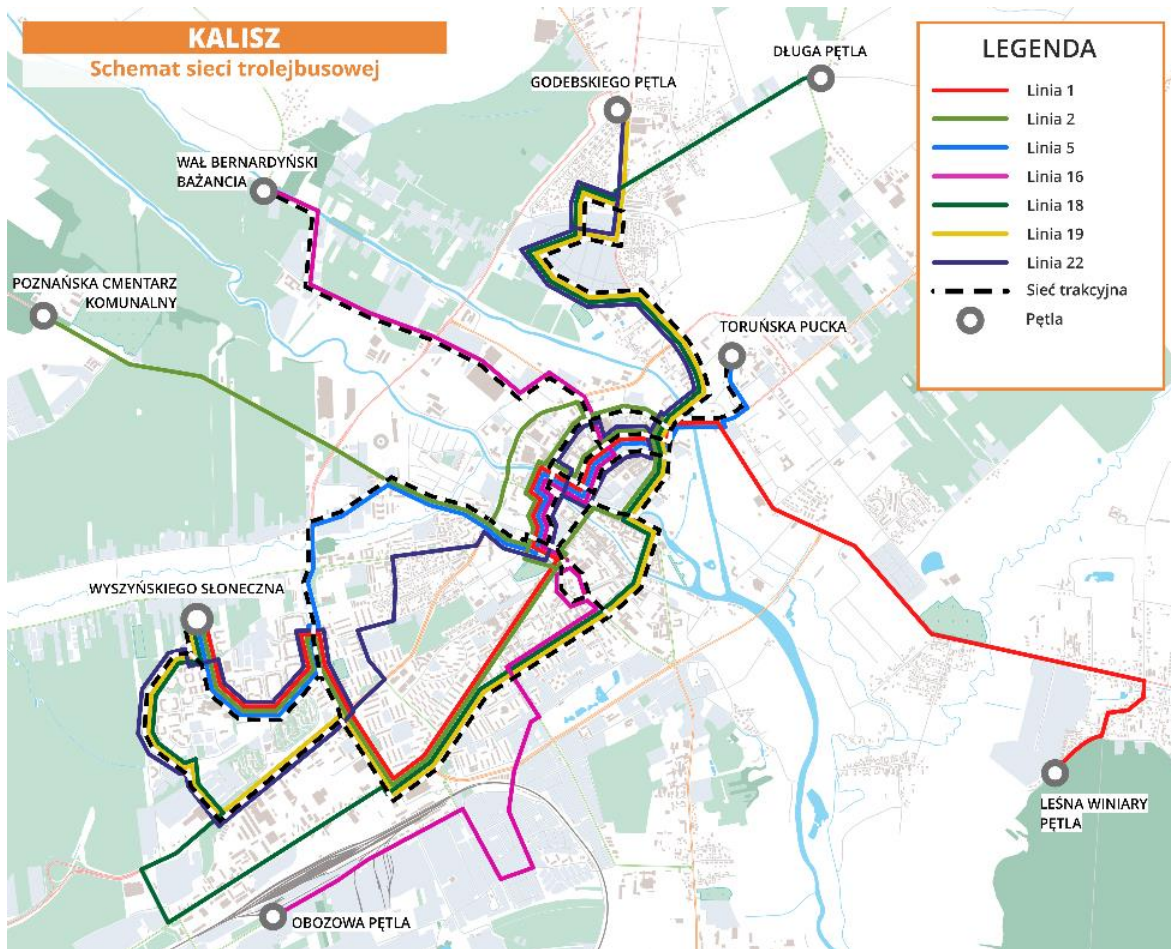 KALISZ
Schemat sieci trolejbusowej
DŁUGA PĘTLA
GODEBSKIEGO PĘTLA
WAŁ BERNARDYŃSKI
BAŻANCIA
POZNAŃSKA CMENTARZ
KOMUNALNY
TORUŃSKA PUCKA
WYSZYŃSKIEGO SŁONECZNA
LEŚNA WINIARY
PĘTLA
OBOZOWA PĘTLA
LEGENDA
Linia 1
Linia 2
Linia 5
Linia 16
Linia 18
Linia 19
Linia 22
Sieć trakcyjna
Pętla